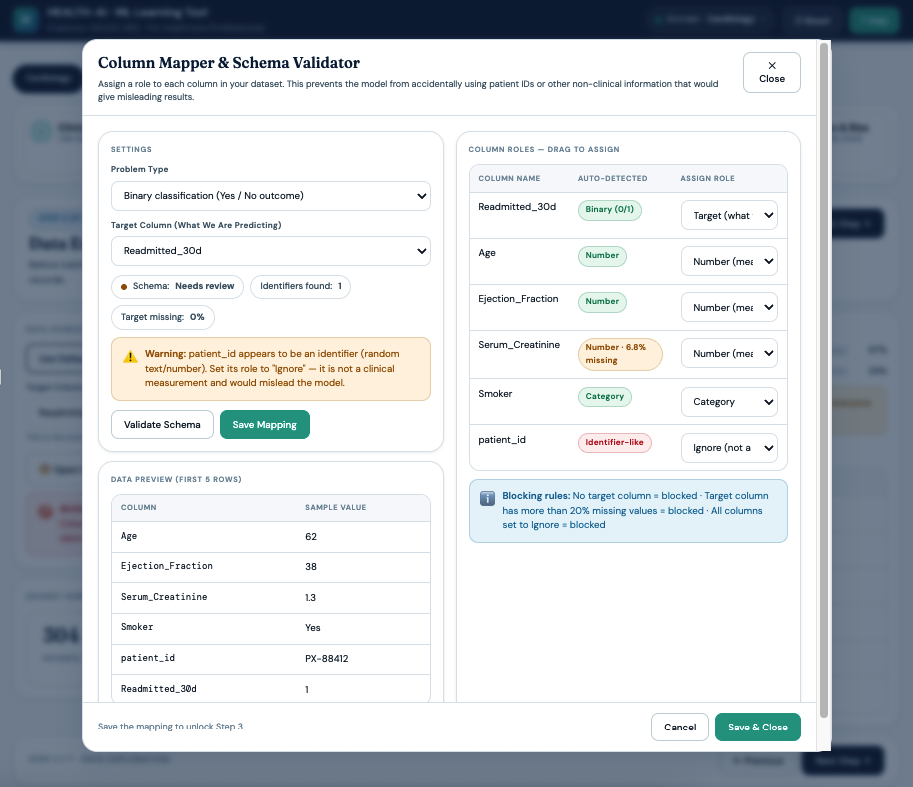 HEALTH-AI · ML Learning Tool
Column Mapper & Schema Validator
Assign a role to each column in your dataset. This prevents the model from accidentally using patient IDs or other non-clinical information that would
give misleading results.
✕
Close
SETTINGS
Problem Type
Binary classification (Yes / No outcome)
Target Column (What We Are Predicting)
Readmitted_30d
Schema: Needs review
Identifiers found: 1
Target missing: 0%
Warning: patient_id appears to be an identifier (random
text/number). Set its role to "Ignore" — it is not a clinical
measurement and would mislead the model.
Validate Schema
Save Mapping
DATA PREVIEW (FIRST 5 ROWS)
COLUMN SAMPLE VALUE
Age 62
Ejection_Fraction 38
Serum_Creatinine 1.3
Smoker Yes
patient_id PX-88412
Readmitted_30d 1
COLUMN ROLES — DRAG TO ASSIGN
COLUMN NAME AUTO-DETECTED ASSIGN ROLE
Readmitted_30d Binary (0/1) Target (what
Age Number Number (mea
Ejection_Fraction Number Number (mea
Serum_Creatinine Number · 6.8% missing Number (mea
Smoker Category Category
patient_id Identifier-like Ignore (not a
Blocking rules: No target column = blocked · Target column
has more than 20% missing values = blocked · All columns
set to Ignore = blocked
Save the mapping to unlock Step 3
Cancel
Save & Close